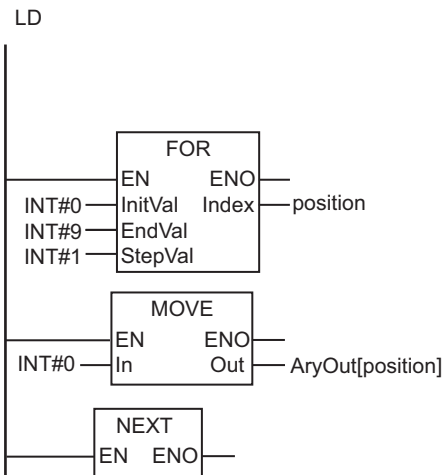 LD
FOR
EN ENO
INT#0 InitVal Index position
INT#9 EndVal
INT#1 StepVal
MOVE
EN ENO
INT#0 In Out AryOut[position]
NEXT
EN ENO